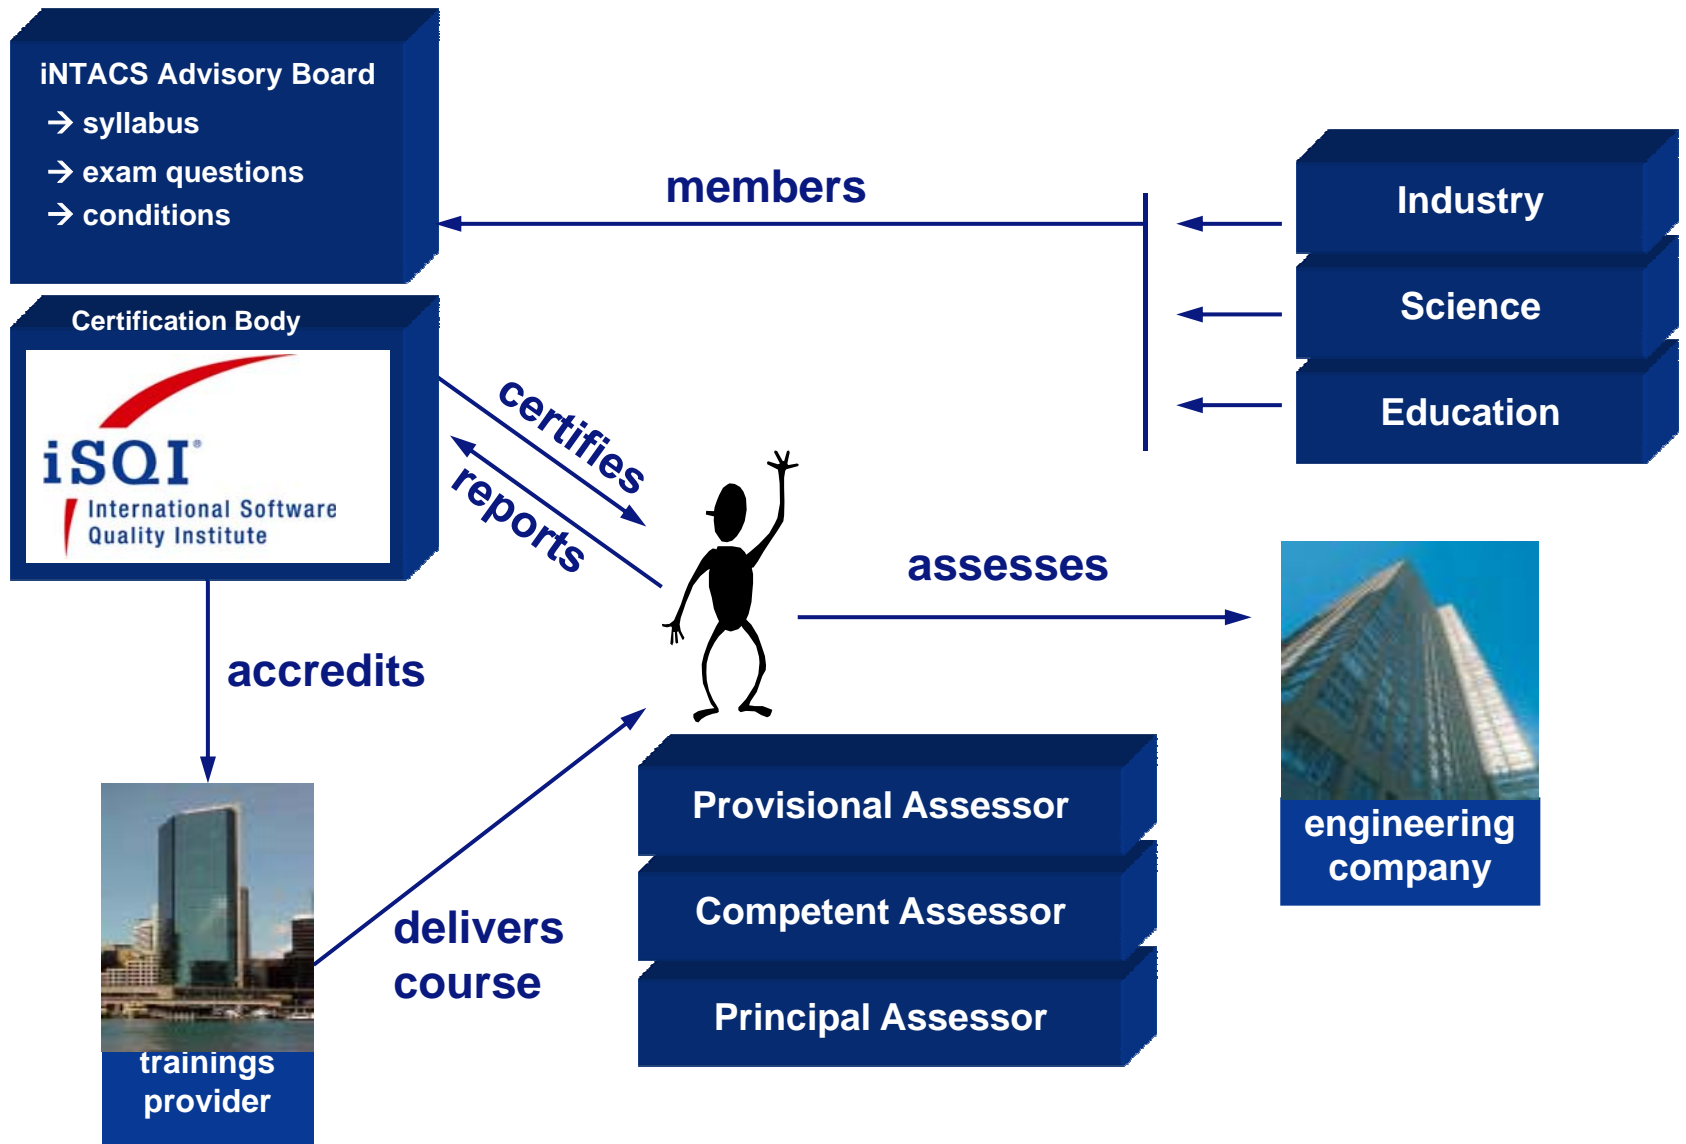 iNTACS Advisory Board
→ syllabus
→ exam questions
→ conditions
members
Industry
Science
Education
Certification Body
iSQI®
International Software
Quality Institute
certifies
reports
assesses
accredits
engineering
company
Provisional Assessor
Competent Assessor
Principal Assessor
delivers
course
trainings
provider